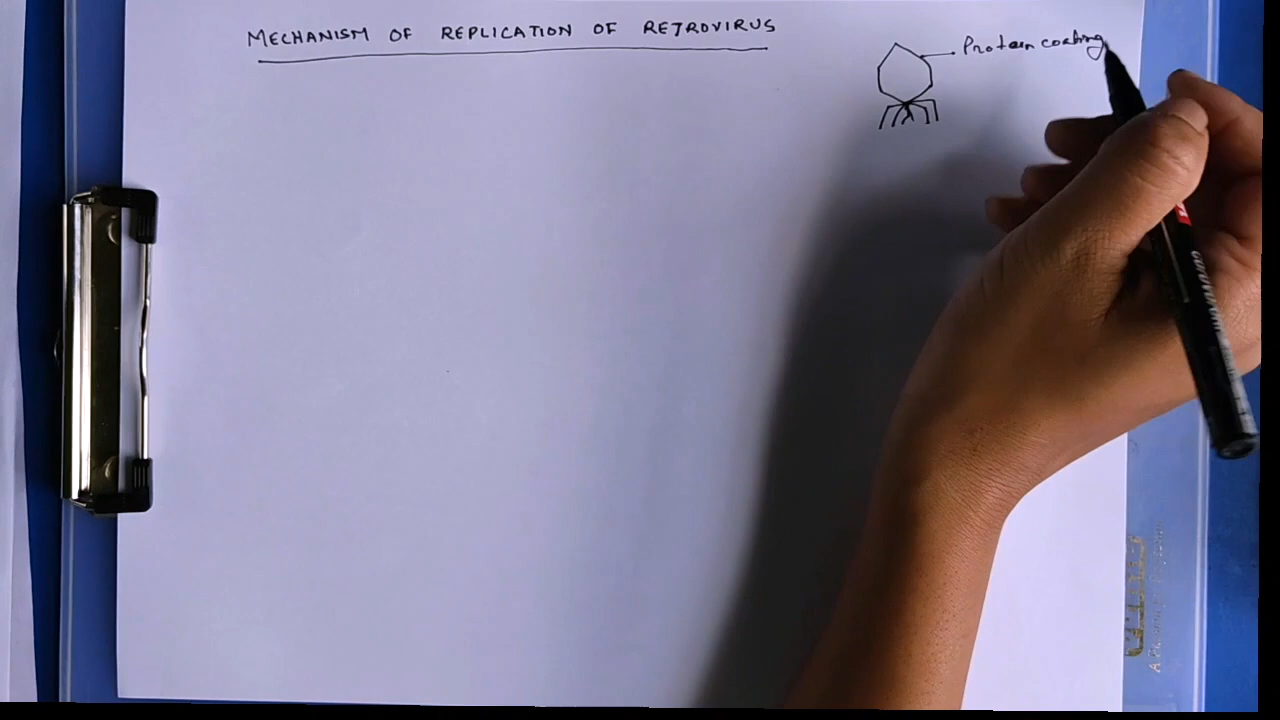 MECHANISM OF REPLICATION OF RETROVIRUS
Protein coating